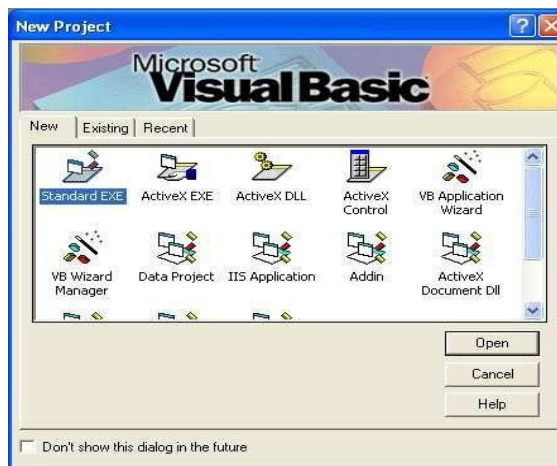 New Project
Microsoft
Visual Basic
New Existing Recent
Standard EXE ActiveX EXE ActiveX DLL ActiveX Control VB Application Wizard
VB Wizard Manager Data Project IIS Application Addin ActiveX Document Dll
Open
Cancel
Help
Don't show this dialog in the future